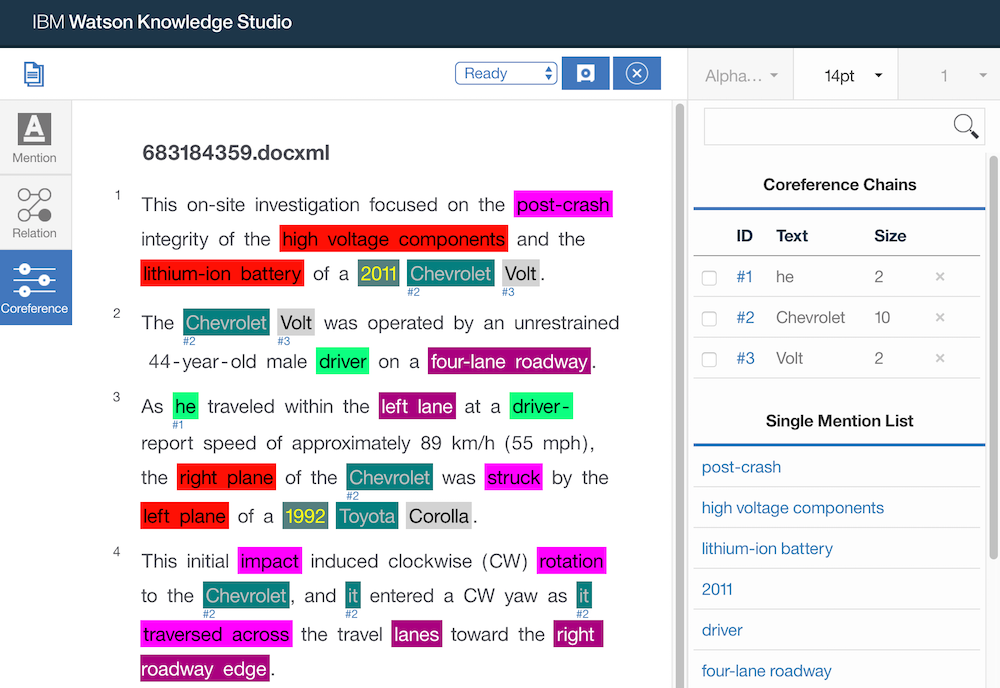 IBM Watson Knowledge Studio
Ready
Alpha...
14pt
1
Mention
Relation
Coreference
683184359.docxml
1
This on-site investigation focused on the post-crash
integrity of the high voltage components and the
lithium-ion battery of a 2011 Chevrolet Volt.
#2 #3
2
The Chevrolet Volt was operated by an unrestrained
#2 #3
44-year-old male driver on a four-lane roadway.
3
As he traveled within the left lane at a driver-
#1
report speed of approximately 89 km/h (55 mph),
the right plane of the Chevrolet was struck by the
#2
left plane of a 1992 Toyota Corolla.
4
This initial impact induced clockwise (CW) rotation
to the Chevrolet, and it entered a CW yaw as it
#2 #2 #2
traversed across the travel lanes toward the right
roadway edge.
Coreference Chains
ID Text Size
#1 he 2 ×
#2 Chevrolet 10 ×
#3 Volt 2 ×
Single Mention List
post-crash
high voltage components
lithium-ion battery
2011
driver
four-lane roadway